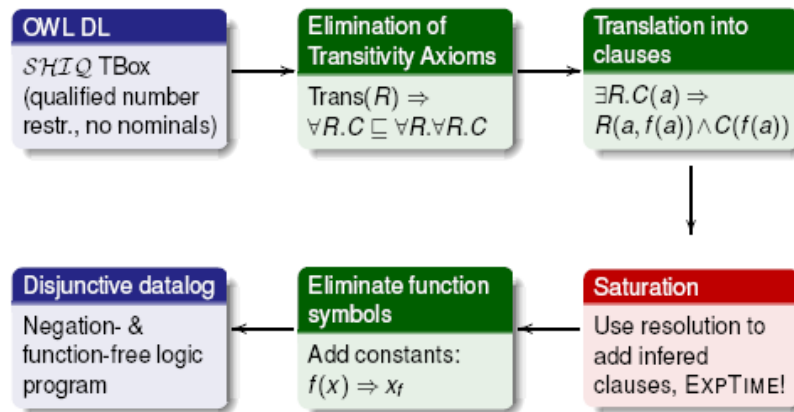 OWL DL
𝒮ℋℐ𝒬 TBox
(qualified number
restr., no nominals)
Elimination of
Transitivity Axioms
Trans(R) ⇒
∀R.C ⊑ ∀R.∀R.C
Translation into
clauses
∃R.C(a) ⇒
R(a, f(a)) ∧ C(f(a))
Saturation
Use resolution to
add infered
clauses, EXPTIME!
Eliminate function
symbols
Add constants:
f(x) ⇒ x_f
Disjunctive datalog
Negation- &
function-free logic
program